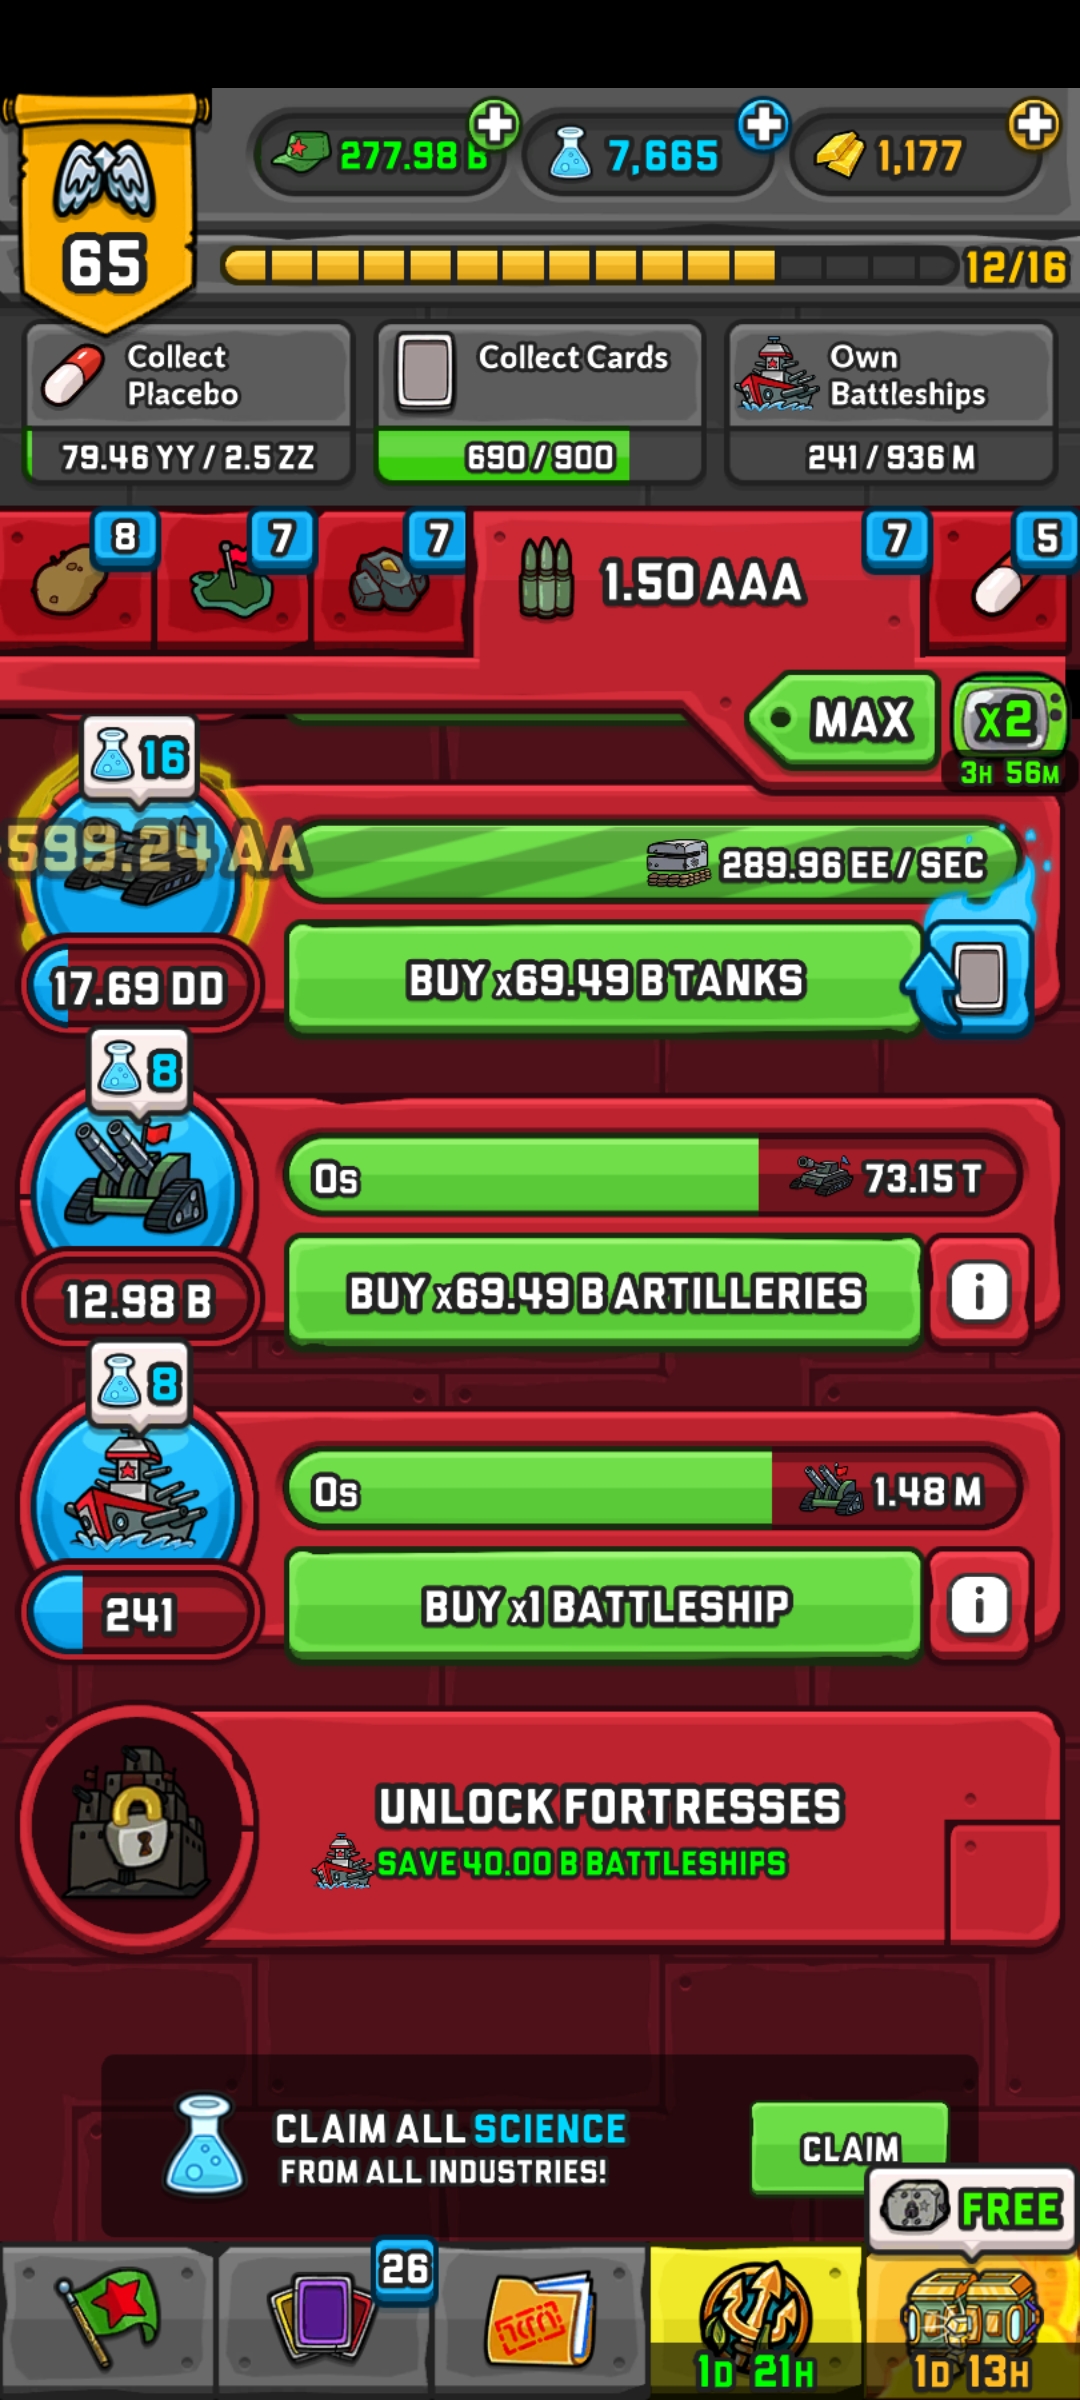 65
277.98 B
7,665
1,177
12/16
Collect
Placebo
79.46 YY / 2.5 ZZ
Collect Cards
690 / 900
Own
Battleships
241 / 936 M
8
7
7
1.50 AAA
7
5
MAX
x2
3H 56M
16
599.24 AA
289.96 EE / SEC
17.69 DD
BUY x69.49 B TANKS
8
0s
73.15 T
12.98 B
BUY x69.49 B ARTILLERIES
i
8
0s
1.48 M
241
BUY x1 BATTLESHIP
i
UNLOCK FORTRESSES
SAVE 40.00 B BATTLESHIPS
CLAIM ALL SCIENCE
FROM ALL INDUSTRIES!
CLAIM
FREE
26
1D 21H
1D 13H